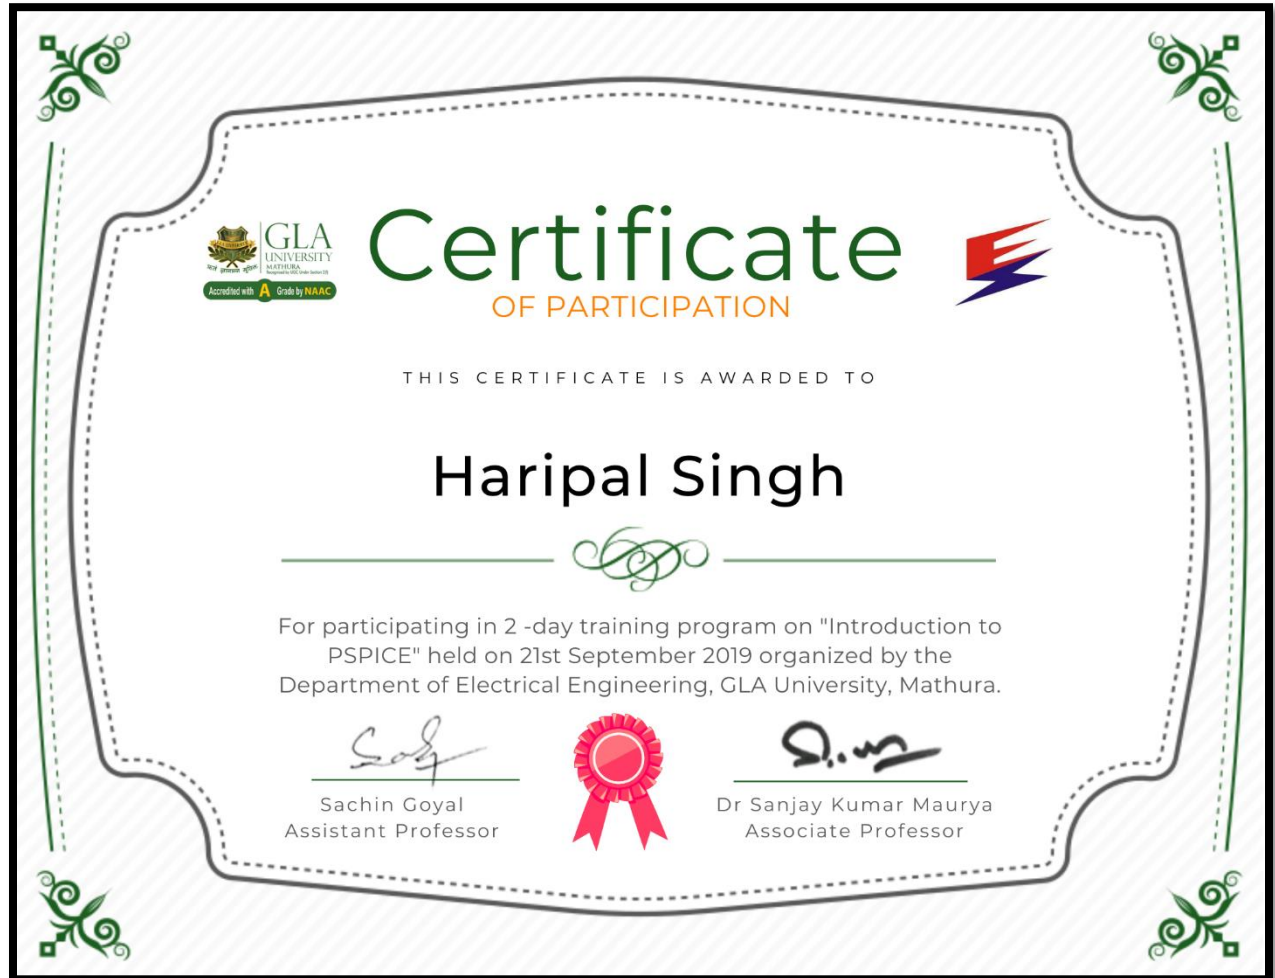 GLA
UNIVERSITY
MATHURA
Accredited with A Grade by NAAC
Certificate
OF PARTICIPATION
THIS CERTIFICATE IS AWARDED TO
Haripal Singh
For participating in 2 -day training program on "Introduction to
PSPICE" held on 21st September 2019 organized by the
Department of Electrical Engineering, GLA University, Mathura.
Sachin Goyal
Assistant Professor
Dr Sanjay Kumar Maurya
Associate Professor